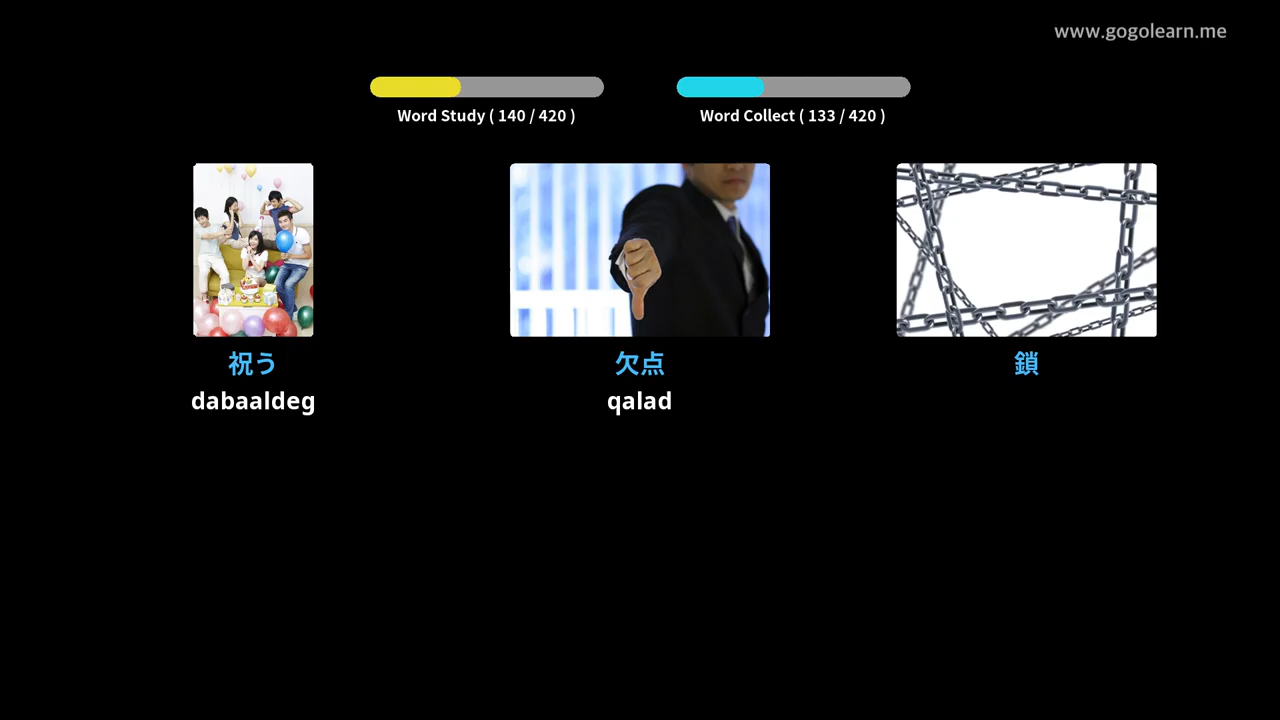 www.gogolearn.me
Word Study ( 140 / 420 )
Word Collect ( 133 / 420 )
祝う
欠点
鎖
dabaaldeg
qalad